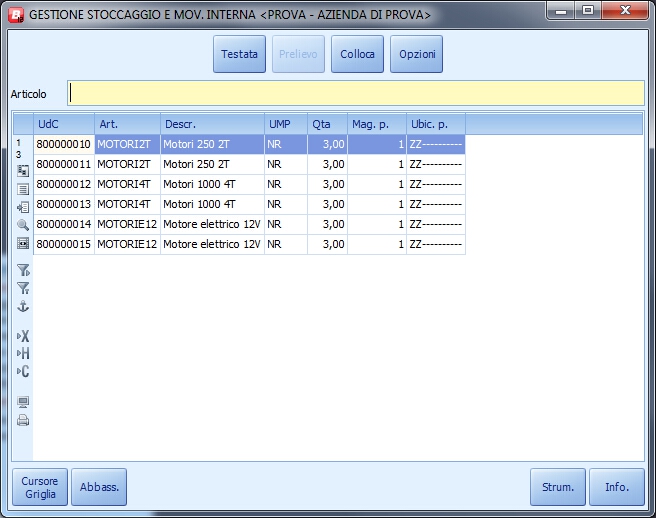 GESTIONE STOCCAGGIO E MOV. INTERNA <PROVA - AZIENDA DI PROVA>
Testata Prelievo Colloca Opzioni
Articolo
UdC Art. Descr. UMP Qta Mag. p. Ubic. p.
1
3
800000010 MOTORI2T Motori 250 2T NR 3,00 1 ZZ----------
800000011 MOTORI2T Motori 250 2T NR 3,00 1 ZZ----------
800000012 MOTORI4T Motori 1000 4T NR 3,00 1 ZZ----------
800000013 MOTORI4T Motori 1000 4T NR 3,00 1 ZZ----------
800000014 MOTORIE12 Motore elettrico 12V NR 3,00 1 ZZ----------
800000015 MOTORIE12 Motore elettrico 12V NR 3,00 1 ZZ----------
X
H
C
Cursore
Griglia
Abbass. Strum. Info.